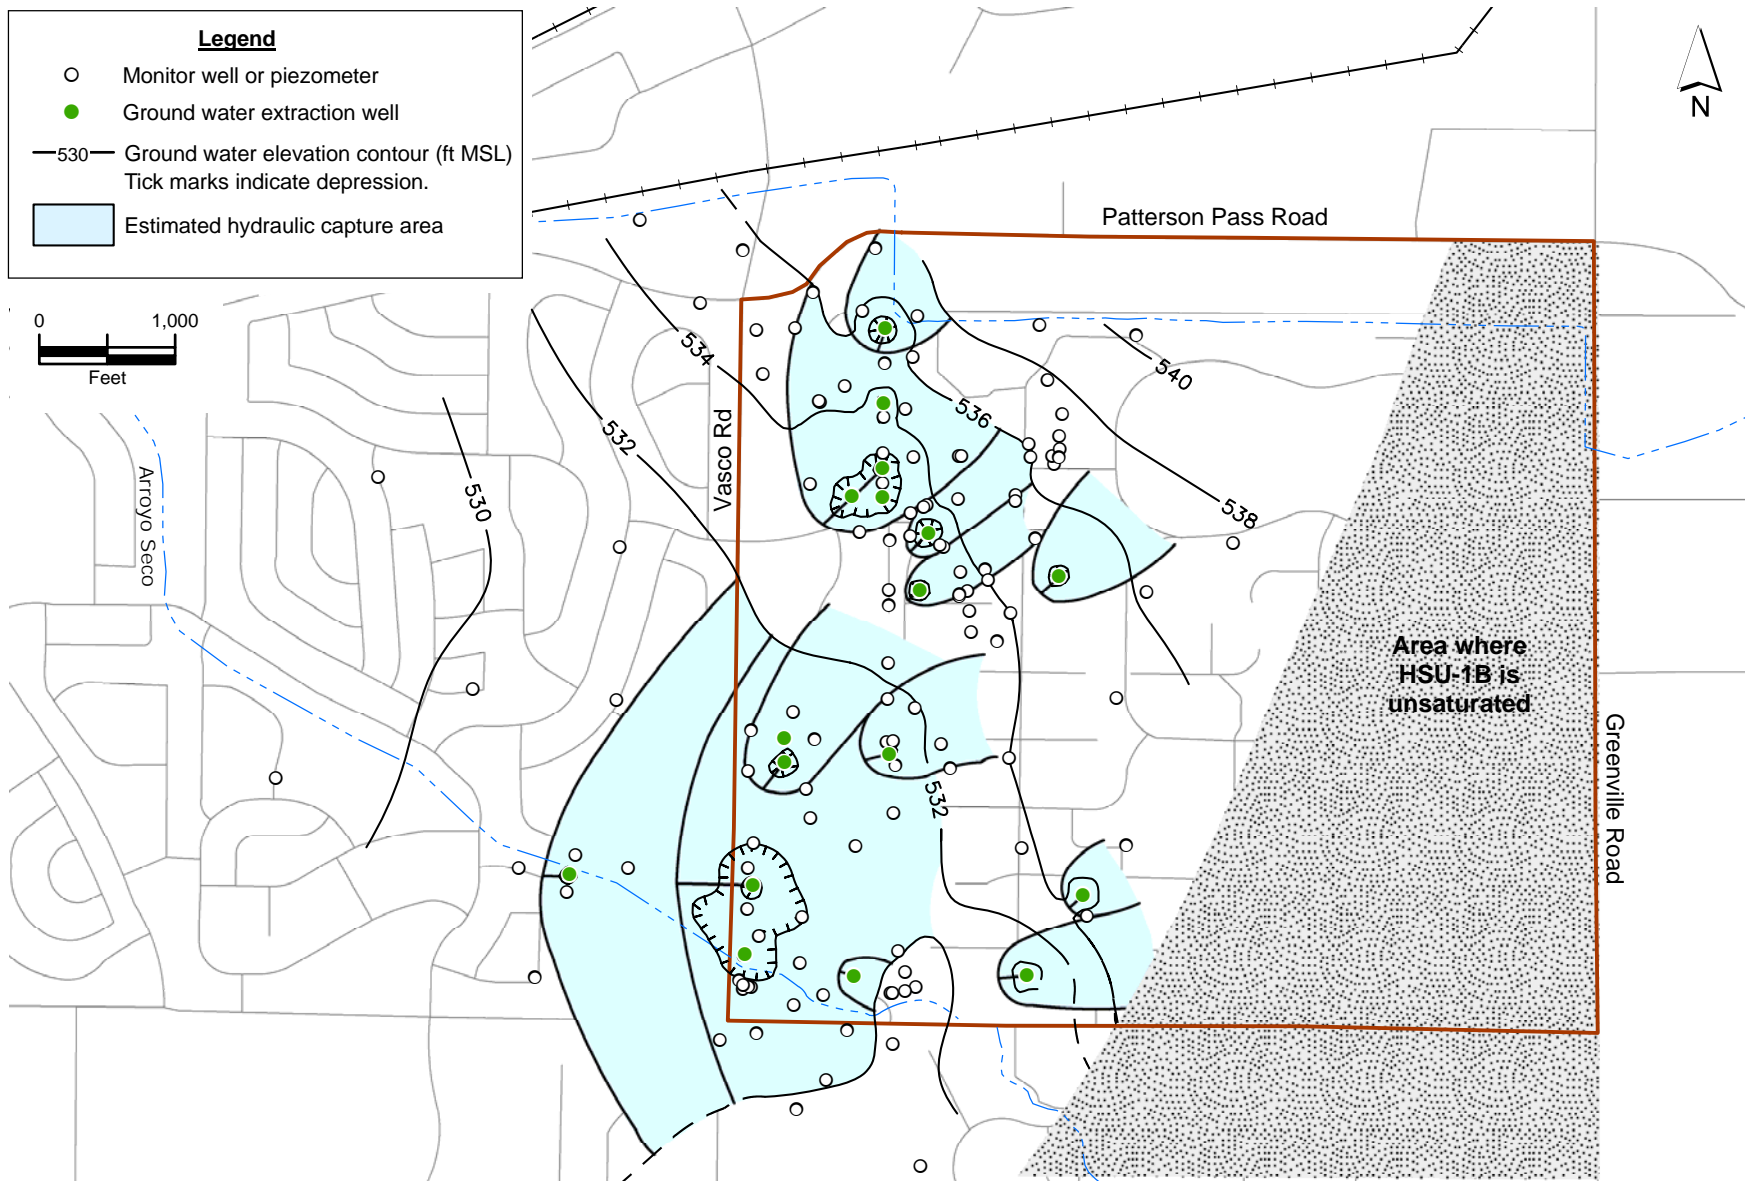 Legend
Monitor well or piezometer
Ground water extraction well
530
Ground water elevation contour (ft MSL)
Tick marks indicate depression.
Estimated hydraulic capture area
N
0 1,000
Feet
Patterson Pass Road
Vasco Rd
Arroyo Seco
Greenville Road
534
532
530
536
540
538
532
Area where
HSU-1B is
unsaturated